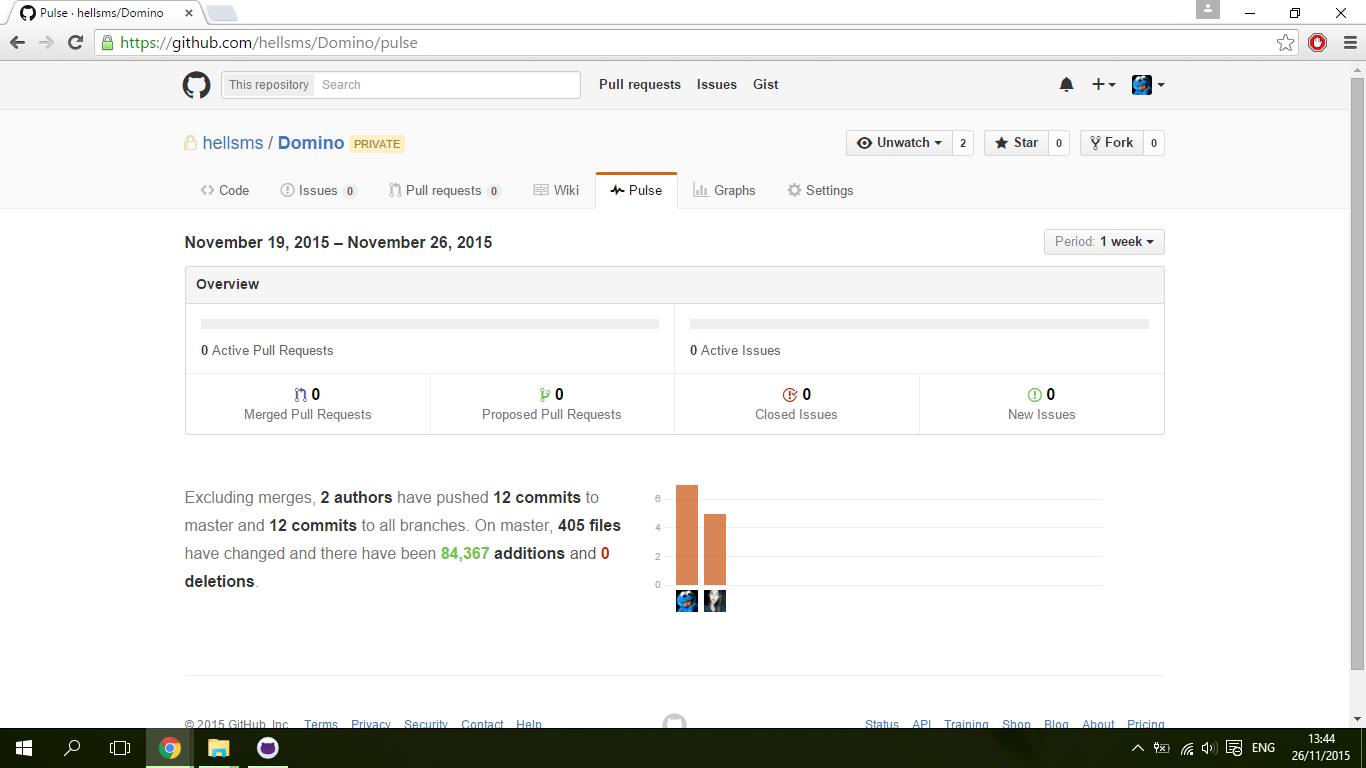 Pulse · hellsms/Domino
https://github.com/hellsms/Domino/pulse
This repository Search Pull requests Issues Gist
hellsms / Domino PRIVATE Unwatch 2 Star 0 Fork 0
Code Issues 0 Pull requests 0 Wiki Pulse Graphs Settings
November 19, 2015 – November 26, 2015 Period: 1 week
Overview
0 Active Pull Requests 0 Active Issues
0 0 0 0
Merged Pull Requests Proposed Pull Requests Closed Issues New Issues
Excluding merges, 2 authors have pushed 12 commits to
master and 12 commits to all branches. On master, 405 files
have changed and there have been 84,367 additions and 0
deletions.
6
4
2
0
© 2015 GitHub, Inc. Terms Privacy Security Contact Help Status API Training Shop Blog About Pricing
ENG 13:44
26/11/2015